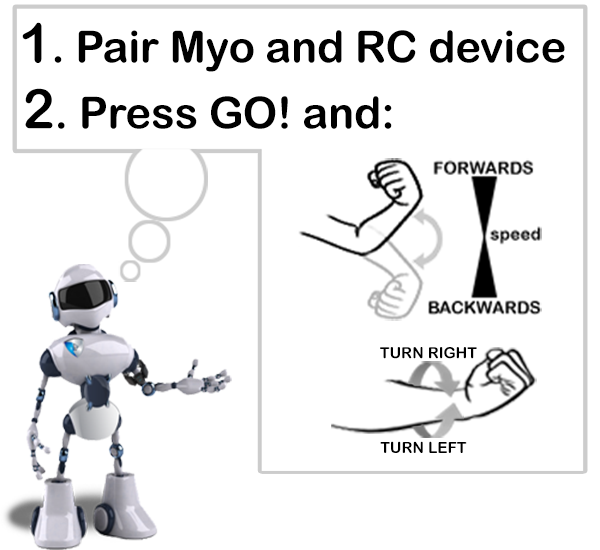 1. Pair Myo and RC device
2. Press GO! and:
FORWARDS
speed
BACKWARDS
TURN RIGHT
TURN LEFT